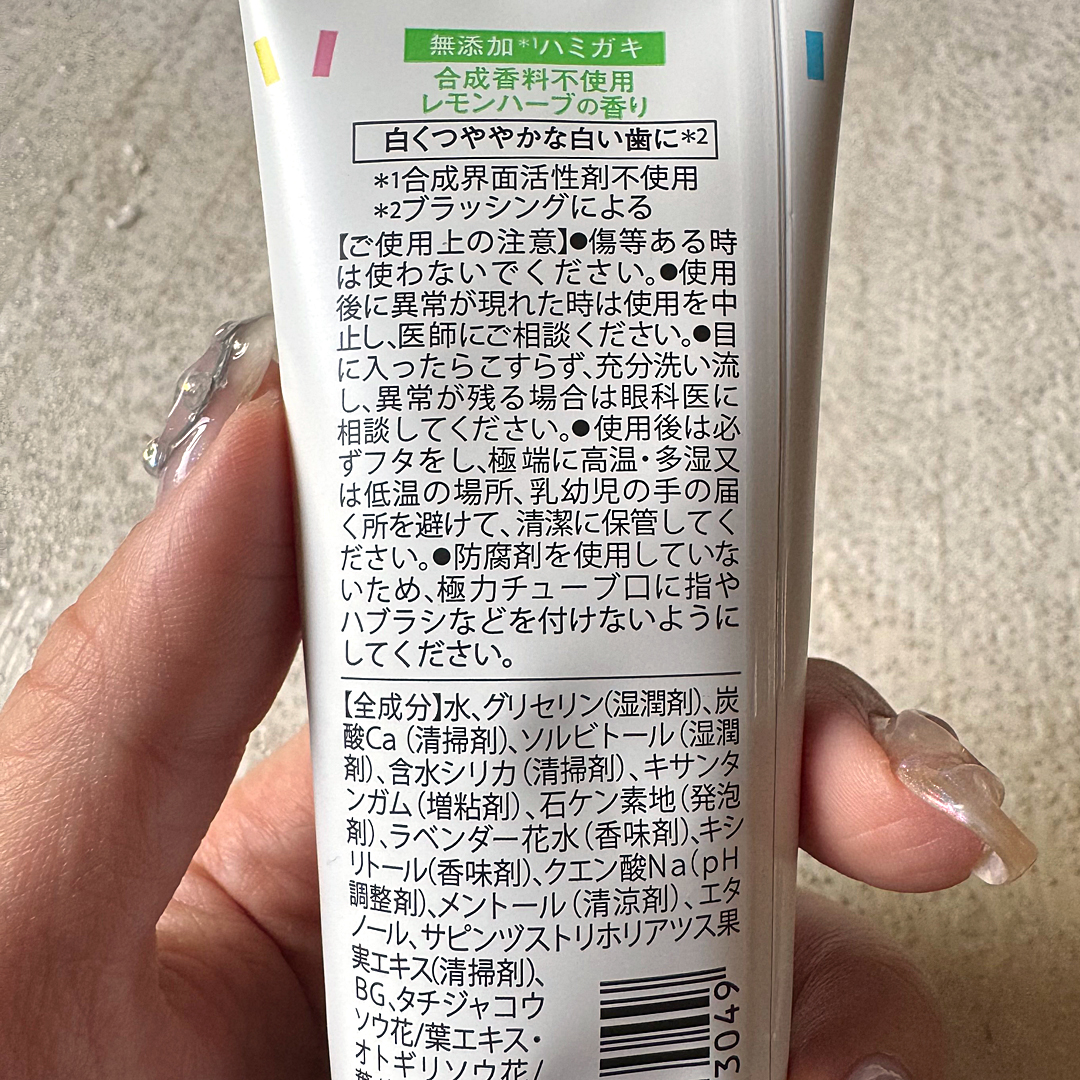 無添加*1ハミガキ
合成香料不使用
レモンハーブの香り
白くつややかな白い歯に*2
*1合成界面活性剤不使用
*2ブラッシングによる
【ご使用上の注意】●傷等ある時
は使わないでください。●使用
後に異常が現れた時は使用を中
止し、医師にご相談ください。●目
に入ったらこすらず、充分洗い流
し、異常が残る場合は眼科医に
相談してください。●使用後は必
ずフタをし、極端に高温・多湿又
は低温の場所、乳幼児の手の届
く所を避けて、清潔に保管してく
ださい。●防腐剤を使用していな
いため、極力チューブ口に指や
ハブラシなどを付けないように
してください。
【全成分】水、グリセリン(湿潤剤)、炭
酸Ca(清掃剤)、ソルビトール(湿潤
剤)、含水シリカ(清掃剤)、キサンタ
ンガム(増粘剤)、石ケン素地(発泡
剤)、ラベンダー花水(香味剤)、キシ
リトール(香味剤)、クエン酸Na(pH
調整剤)、メントール(清涼剤)、エタ
ノール、サピンヅストリホリアツス果
実エキス(清掃剤)、
BG、タチジャコウ
ソウ花/葉エキス・
オトギリソウ花/
3049